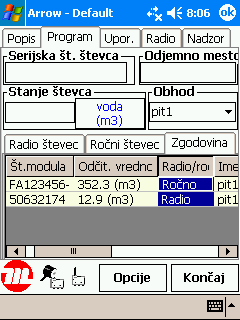 Arrow - Default 8:06 ok
Popis Program Upor. Radio Nadzor
Serijska št. števca Odjemno mesto
Stanje števca Obhod
voda (m3) pit1
Radio števec Ročni števec Zgodovina
Št.modula Odčit. vrednc Radio/roč Ime
FA123456- 352.3 (m3) Ročno pit1
50632174 12.9 (m3) Radio pit1
Opcije Končaj